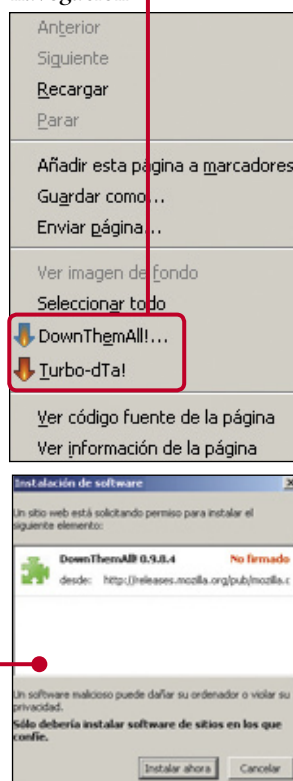 Anterior
Siguiente
Recargar
Parar
Añadir esta página a marcadores
Guardar como...
Enviar página...
Ver imagen de fondo
Seleccionar todo
DownThemAll!...
Turbo-dTa!
Ver código fuente de la página
Ver información de la página
Instalación de software
Un sitio web está solicitando permiso para instalar el
siguiente elemento:
DownThemAll! 0.9.8.4 No firmado
desde: http://releases.mozilla.org/pub/mozilla.c
Un software malicioso puede dañar su ordenador o violar su
privacidad.
Sólo debería instalar software de sitios en los que
confíe.
Instalar ahora Cancelar